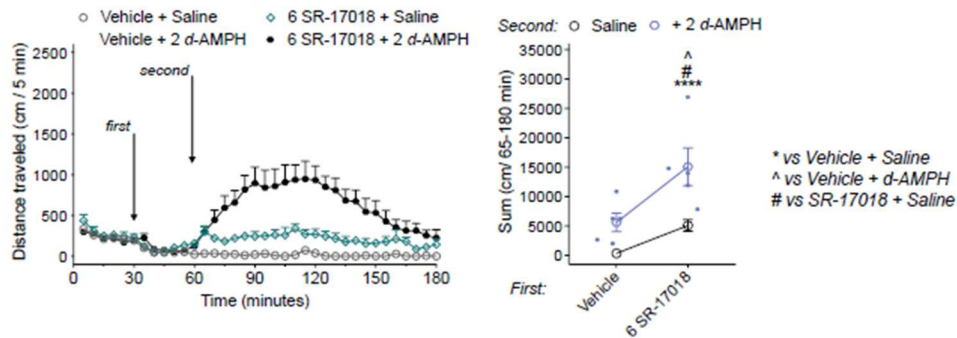 Vehicle + Saline
6 SR-17018 + Saline
Vehicle + 2 d-AMPH
6 SR-17018 + 2 d-AMPH
Distance traveled (cm / 5 min)
2500
2000
1500
1000
500
0
first
second
0
30
60
90
120
150
180
Time (minutes)
Second:
Saline
+ 2 d-AMPH
Sum (cm/ 65-180 min)
35000
30000
25000
20000
15000
10000
5000
0
^
#
****
First:
Vehicle
6 SR-17018
* vs Vehicle + Saline
^ vs Vehicle + d-AMPH
# vs SR-17018 + Saline